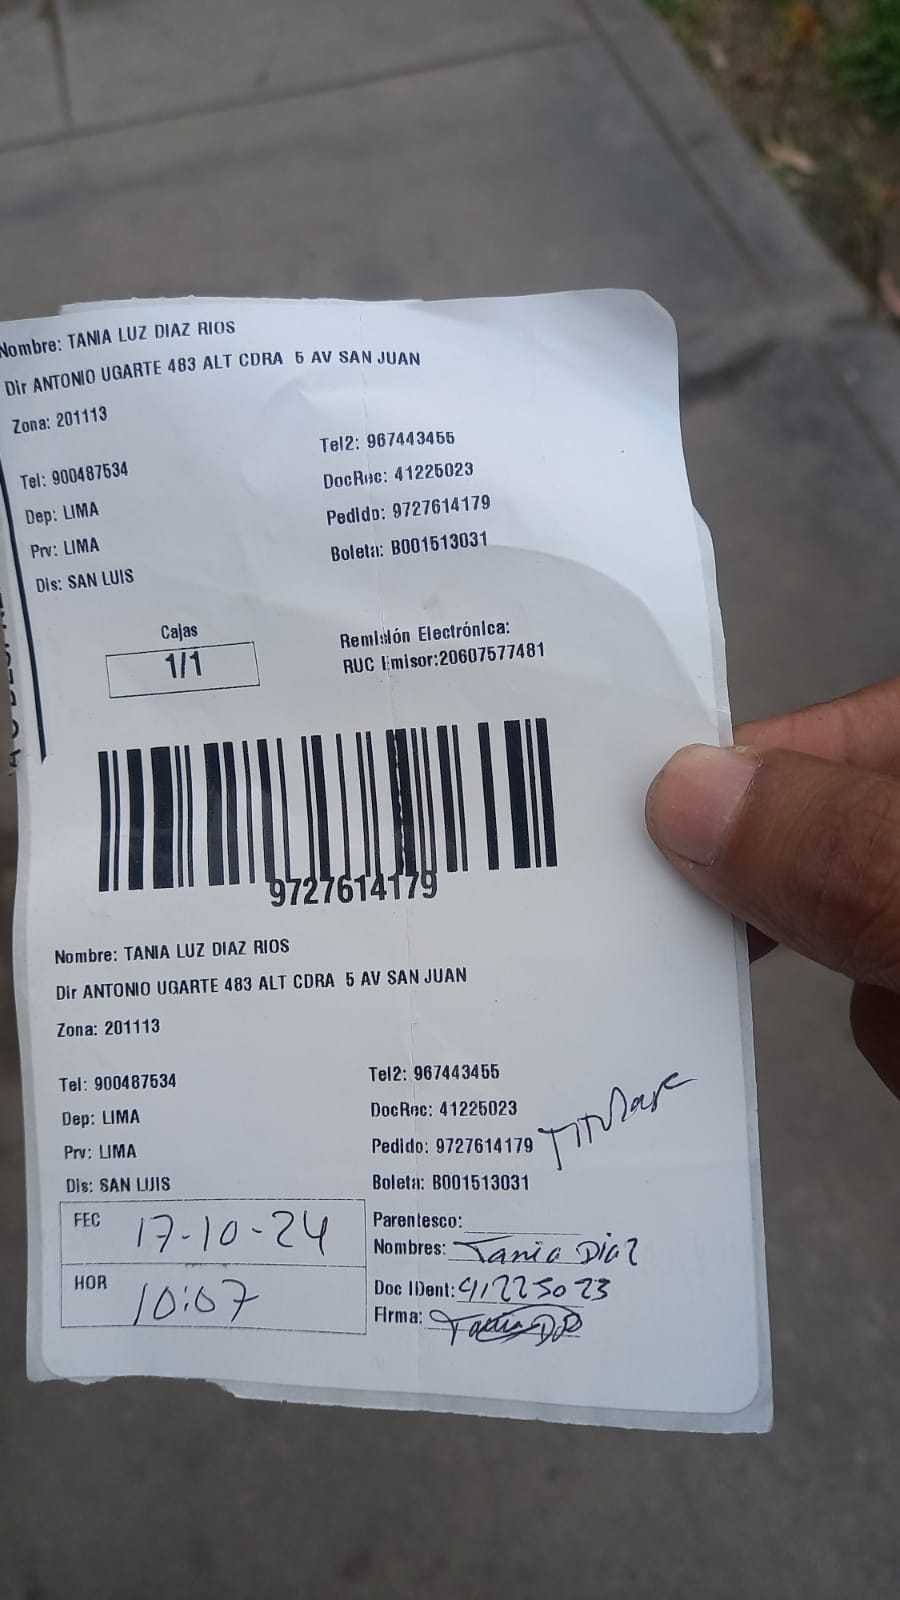 Nombre: TANIA LUZ DIAZ RIOS
Dir ANTONIO UGARTE 483 ALT CDRA 5 AV SAN JUAN
Zona: 201113
Tel: 900487534
Tel2: 967443455
Dep: LIMA
DocRec: 41225023
Prv: LIMA
Pedido: 9727614179
Dis: SAN LUIS
Boleta: B001513031
Cajas
1/1
Remisión Electrónica:
RUC Emisor:20607577481
9727614179
Nombre: TANIA LUZ DIAZ RIOS
Dir ANTONIO UGARTE 483 ALT CDRA 5 AV SAN JUAN
Zona: 201113
Tel: 900487534
Tel2: 967443455
Dep: LIMA
DocRec: 41225023
Prv: LIMA
Pedido: 9727614179
Dis: SAN LUIS
Boleta: B001513031
FEC 17-10-24
Parentesco:
Nombres: Tania Diaz
HOR 10:07
Doc IDent: 41225023
Firma: